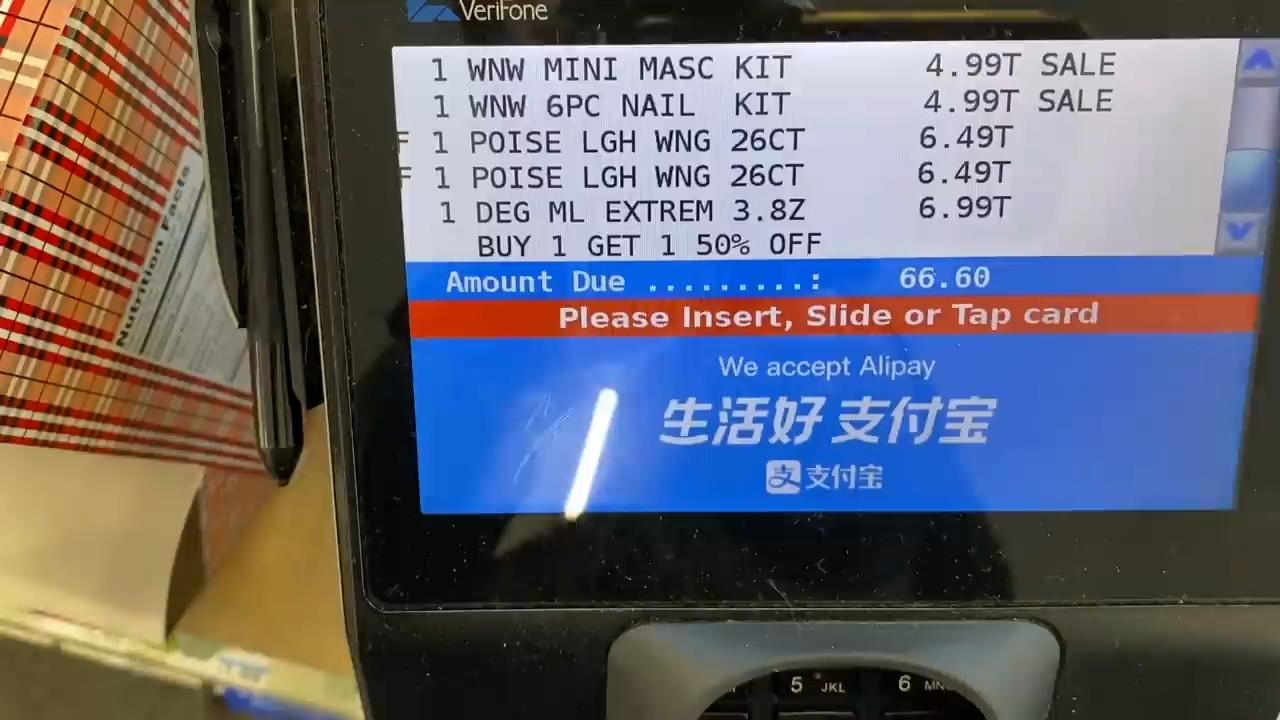 VeriFone
1 WNW MINI MASC KIT 4.99T SALE
1 WNW 6PC NAIL KIT 4.99T SALE
F 1 POISE LGH WNG 26CT 6.49T
F 1 POISE LGH WNG 26CT 6.49T
1 DEG ML EXTREM 3.8Z 6.99T
BUY 1 GET 1 50% OFF
Amount Due .........: 66.60
Please Insert, Slide or Tap card
We accept Alipay
生活好 支付宝
支 支付宝
Nutrition Facts
5 JKL 6